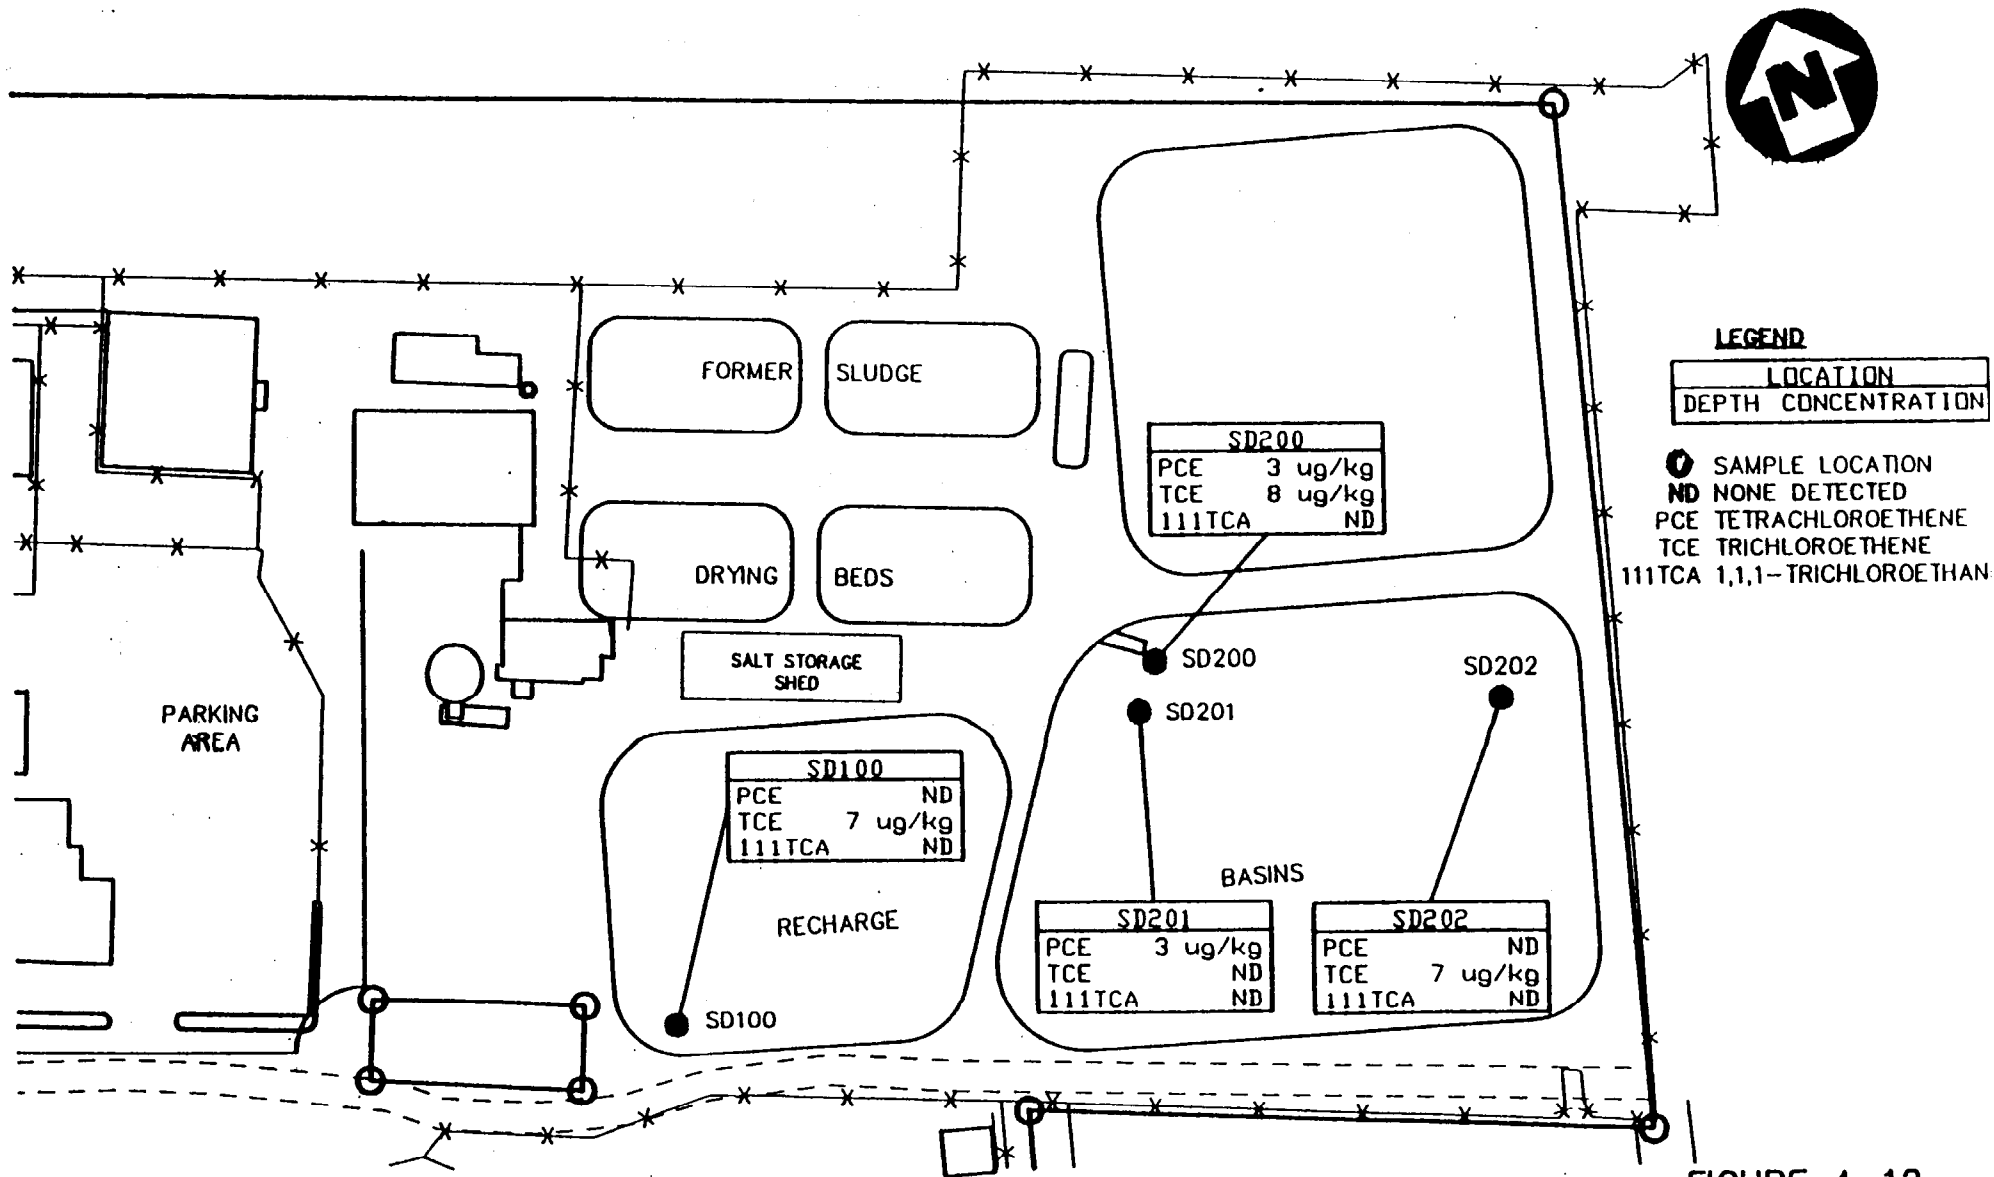 N
LEGEND
LOCATION
DEPTH CONCENTRATION
SAMPLE LOCATION
ND NONE DETECTED
PCE TETRACHLOROETHENE
TCE TRICHLOROETHENE
111TCA 1,1,1-TRICHLOROETHAN
FORMER SLUDGE
DRYING BEDS
SD200
PCE 3 ug/kg
TCE 8 ug/kg
111TCA ND
SALT STORAGE
SHED
SD200
SD201
SD202
PARKING
AREA
SD100
PCE ND
TCE 7 ug/kg
111TCA ND
RECHARGE
BASINS
SD201
PCE 3 ug/kg
TCE ND
111TCA ND
SD202
PCE ND
TCE 7 ug/kg
111TCA ND
SD100